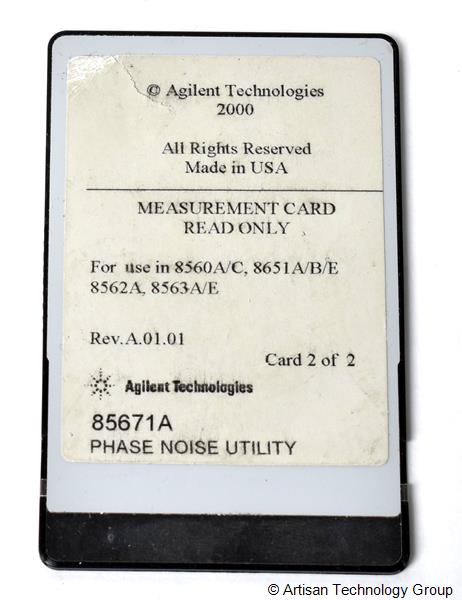 © Agilent Technologies
2000
All Rights Reserved
Made in USA
MEASUREMENT CARD
READ ONLY
For use in 8560A/C, 8651A/B/E
8562A, 8563A/E
Rev.A.01.01
Card 2 of 2
Agilent Technologies
85671A
PHASE NOISE UTILITY
© Artisan Technology Group